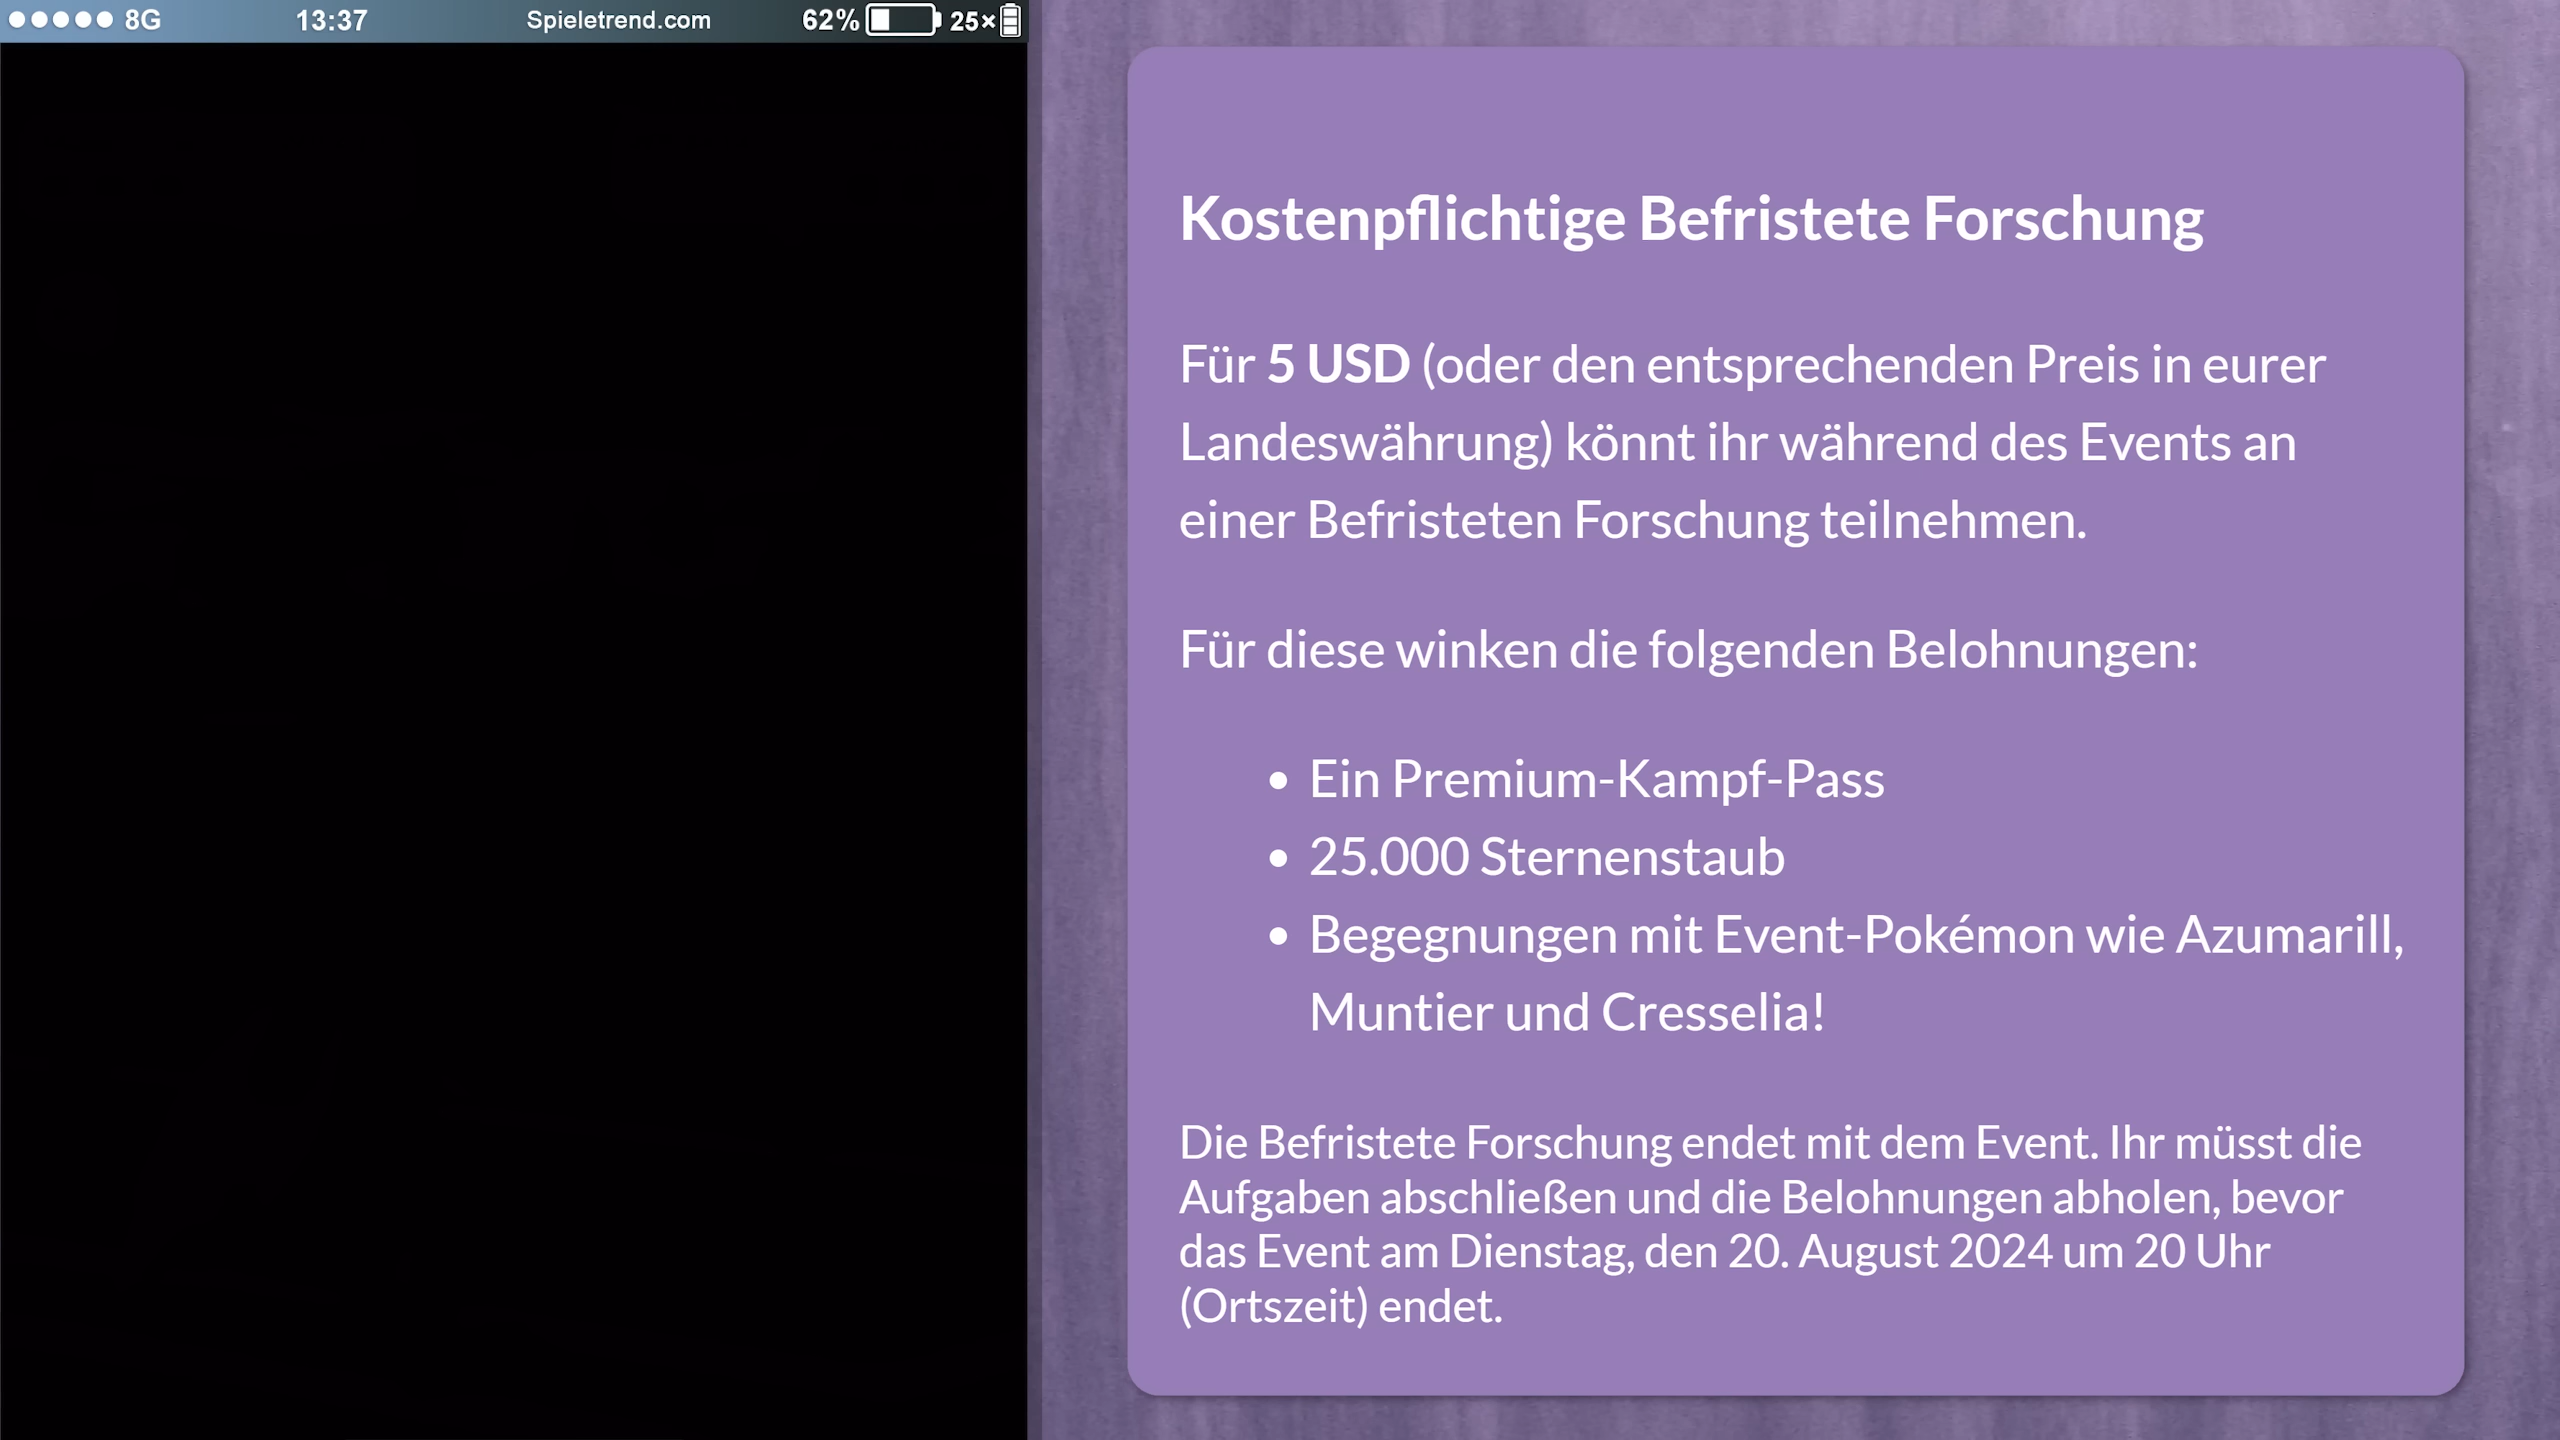 8G 13:37 Spieletrend.com 62% 25×
Kostenpflichtige Befristete Forschung
Für 5 USD (oder den entsprechenden Preis in eurer
Landeswährung) könnt ihr während des Events an
einer Befristeten Forschung teilnehmen.
Für diese winken die folgenden Belohnungen:
• Ein Premium-Kampf-Pass
• 25.000 Sternenstaub
• Begegnungen mit Event-Pokémon wie Azumarill,
Muntier und Cresselia!
Die Befristete Forschung endet mit dem Event. Ihr müsst die
Aufgaben abschließen und die Belohnungen abholen, bevor
das Event am Dienstag, den 20. August 2024 um 20 Uhr
(Ortszeit) endet.